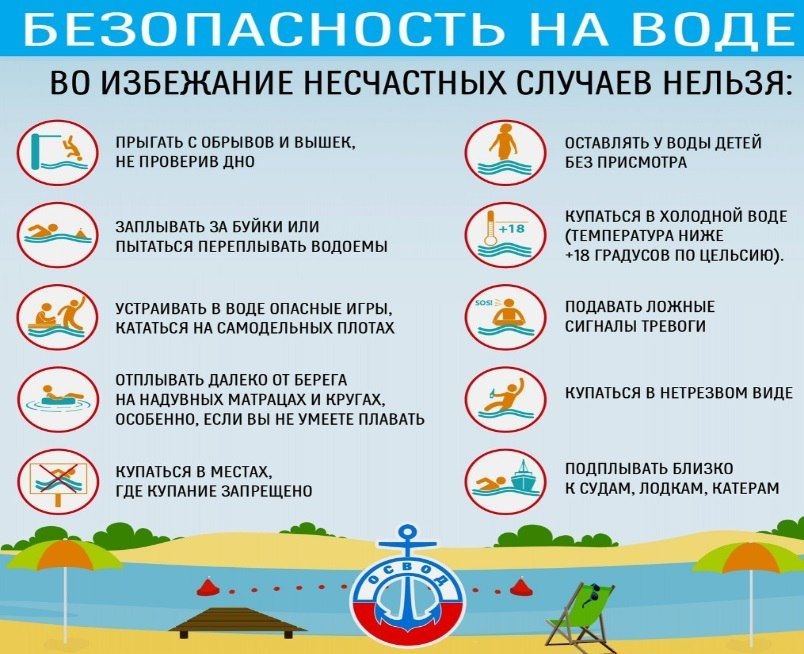 БЕЗОПАСНОСТЬ НА ВОДЕ
ВО ИЗБЕЖАНИЕ НЕСЧАСТНЫХ СЛУЧАЕВ НЕЛЬЗЯ:
ПРЫГАТЬ С ОБРЫВОВ И ВЫШЕК,
НЕ ПРОВЕРИВ ДНО
ЗАПЛЫВАТЬ ЗА БУЙКИ ИЛИ
ПЫТАТЬСЯ ПЕРЕПЛЫВАТЬ ВОДОЕМЫ
УСТРАИВАТЬ В ВОДЕ ОПАСНЫЕ ИГРЫ,
КАТАТЬСЯ НА САМОДЕЛЬНЫХ ПЛОТАХ
ОТПЛЫВАТЬ ДАЛЕКО ОТ БЕРЕГА
НА НАДУВНЫХ МАТРАЦАХ И КРУГАХ,
ОСОБЕННО, ЕСЛИ ВЫ НЕ УМЕЕТЕ ПЛАВАТЬ
КУПАТЬСЯ В МЕСТАХ,
ГДЕ КУПАНИЕ ЗАПРЕЩЕНО
ОСТАВЛЯТЬ У ВОДЫ ДЕТЕЙ
БЕЗ ПРИСМОТРА
+18
КУПАТЬСЯ В ХОЛОДНОЙ ВОДЕ
(ТЕМПЕРАТУРА НИЖЕ
+18 ГРАДУСОВ ПО ЦЕЛЬСИЮ).
SOS!
ПОДАВАТЬ ЛОЖНЫЕ
СИГНАЛЫ ТРЕВОГИ
КУПАТЬСЯ В НЕТРЕЗВОМ ВИДЕ
ПОДПЛЫВАТЬ БЛИЗКО
К СУДАМ, ЛОДКАМ, КАТЕРАМ
ОСВОД